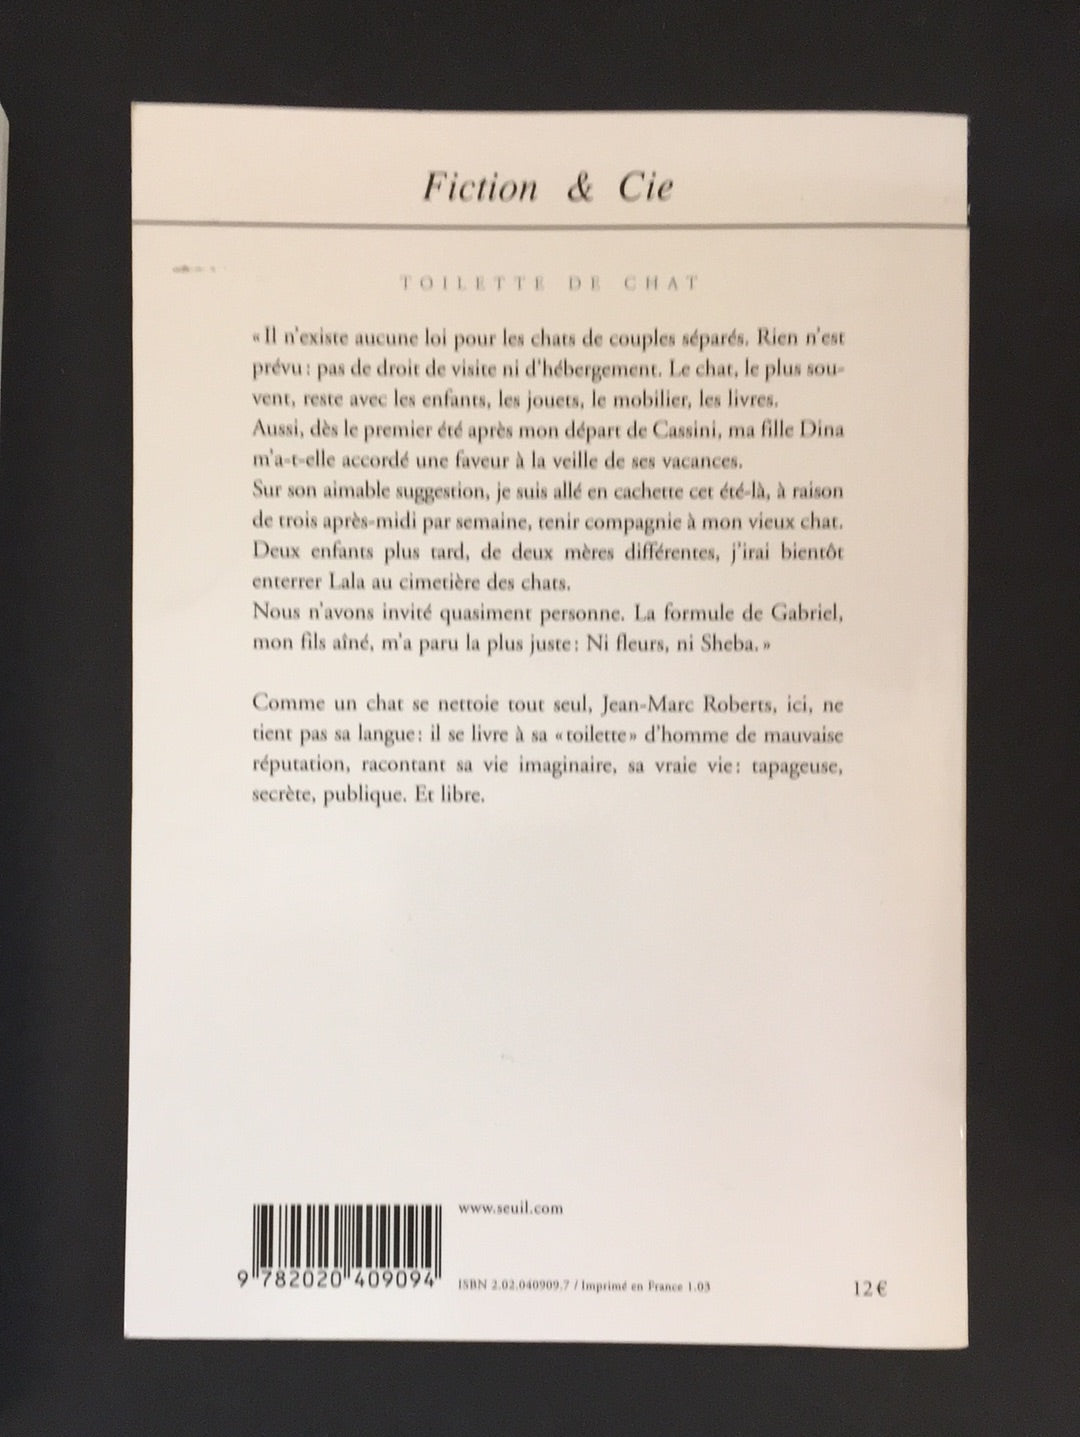 Fiction & Cie
TOILETTE DE CHAT
« Il n'existe aucune loi pour les chats de couples séparés. Rien n'est
prévu : pas de droit de visite ni d'hébergement. Le chat, le plus sou-
vent, reste avec les enfants, les jouets, le mobilier, les livres.
Aussi, dès le premier été après mon départ de Cassini, ma fille Dina
m'a-t-elle accordé une faveur à la veille de ses vacances.
Sur son aimable suggestion, je suis allé en cachette cet été-là, à raison
de trois après-midi par semaine, tenir compagnie à mon vieux chat.
Deux enfants plus tard, de deux mères différentes, j'irai bientôt
enterrer Lala au cimetière des chats.
Nous n'avons invité quasiment personne. La formule de Gabriel,
mon fils aîné, m'a paru la plus juste : Ni fleurs, ni Sheba. »
Comme un chat se nettoie tout seul, Jean-Marc Roberts, ici, ne
tient pas sa langue : il se livre à sa « toilette » d'homme de mauvaise
réputation, racontant sa vie imaginaire, sa vraie vie : tapageuse,
secrète, publique. Et libre.
www.seuil.com
9 782020 409094
ISBN 2.02.040909.7 / Imprimé en France 1.03
12 €